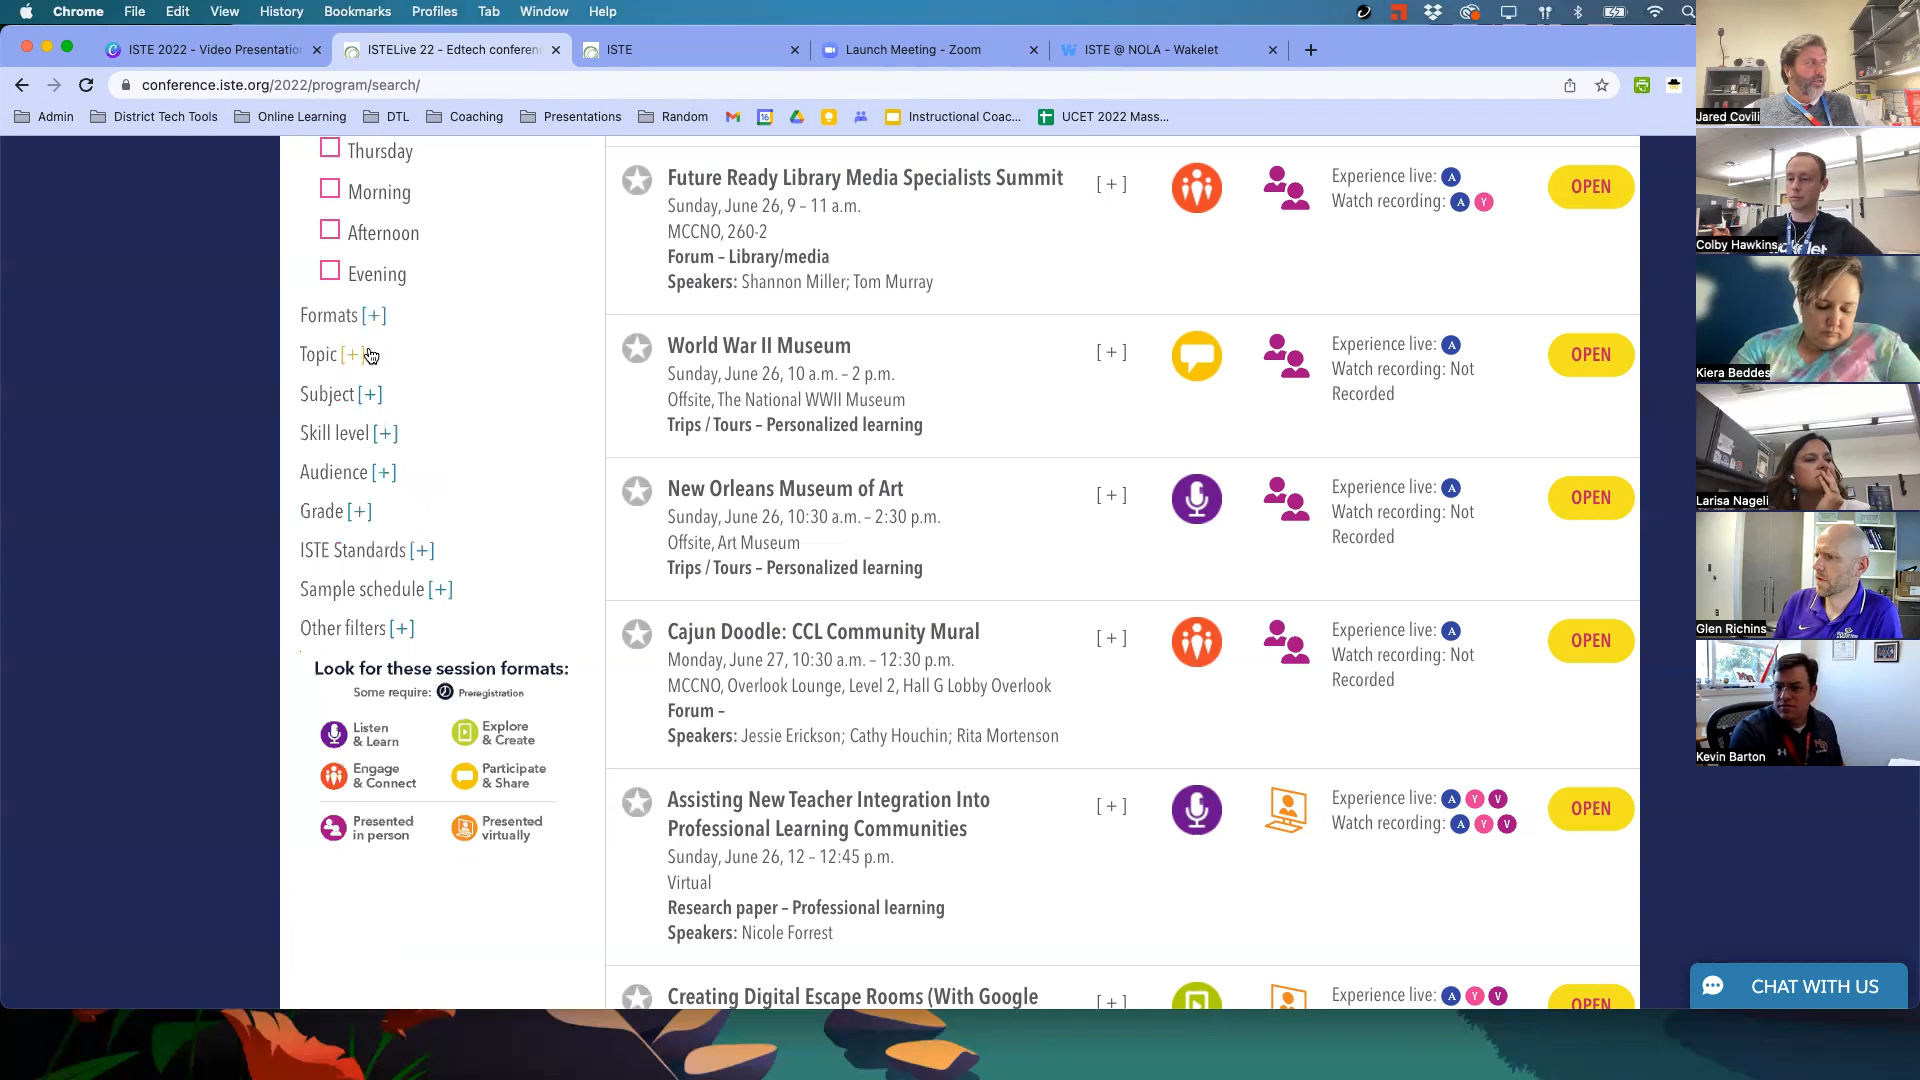 Chrome File Edit View History Bookmarks Profiles Tab Window Help
ISTE 2022 - Video Presentation
ISTELive 22 - Edtech conferen
ISTE
Launch Meeting - Zoom
ISTE @ NOLA - Wakelet
conference.iste.org/2022/program/search/
Admin
District Tech Tools
Online Learning
DTL
Coaching
Presentations
Random
16
Instructional Coac...
UCET 2022 Mass...
Thursday
Morning
Afternoon
Evening
Formats [+]
Topic [+]
Subject [+]
Skill level [+]
Audience [+]
Grade [+]
ISTE Standards [+]
Sample schedule [+]
Other filters [+]
Look for these session formats:
Some require: Preregistration
Listen
& Learn
Explore
& Create
Engage
& Connect
Participate
& Share
Presented
in person
Presented
virtually
Future Ready Library Media Specialists Summit
Sunday, June 26, 9 – 11 a.m.
MCCNO, 260-2
Forum – Library/media
Speakers: Shannon Miller; Tom Murray
[ + ]
Experience live: A
Watch recording: A Y
OPEN
World War II Museum
Sunday, June 26, 10 a.m. – 2 p.m.
Offsite, The National WWII Museum
Trips / Tours – Personalized learning
[ + ]
Experience live: A
Watch recording: Not
Recorded
OPEN
New Orleans Museum of Art
Sunday, June 26, 10:30 a.m. – 2:30 p.m.
Offsite, Art Museum
Trips / Tours – Personalized learning
[ + ]
Experience live: A
Watch recording: Not
Recorded
OPEN
Cajun Doodle: CCL Community Mural
Monday, June 27, 10:30 a.m. – 12:30 p.m.
MCCNO, Overlook Lounge, Level 2, Hall G Lobby Overlook
Forum –
Speakers: Jessie Erickson; Cathy Houchin; Rita Mortenson
[ + ]
Experience live: A
Watch recording: Not
Recorded
OPEN
Assisting New Teacher Integration Into
Professional Learning Communities
Sunday, June 26, 12 – 12:45 p.m.
Virtual
Research paper – Professional learning
Speakers: Nicole Forrest
[ + ]
Experience live: A Y V
Watch recording: A Y V
OPEN
Creating Digital Escape Rooms (With Google
[ + ]
Experience live: A Y V
OPEN
CHAT WITH US
Jared Covili
Colby Hawkins
Kiera Beddes
Larisa Nageli
Glen Richins
Kevin Barton